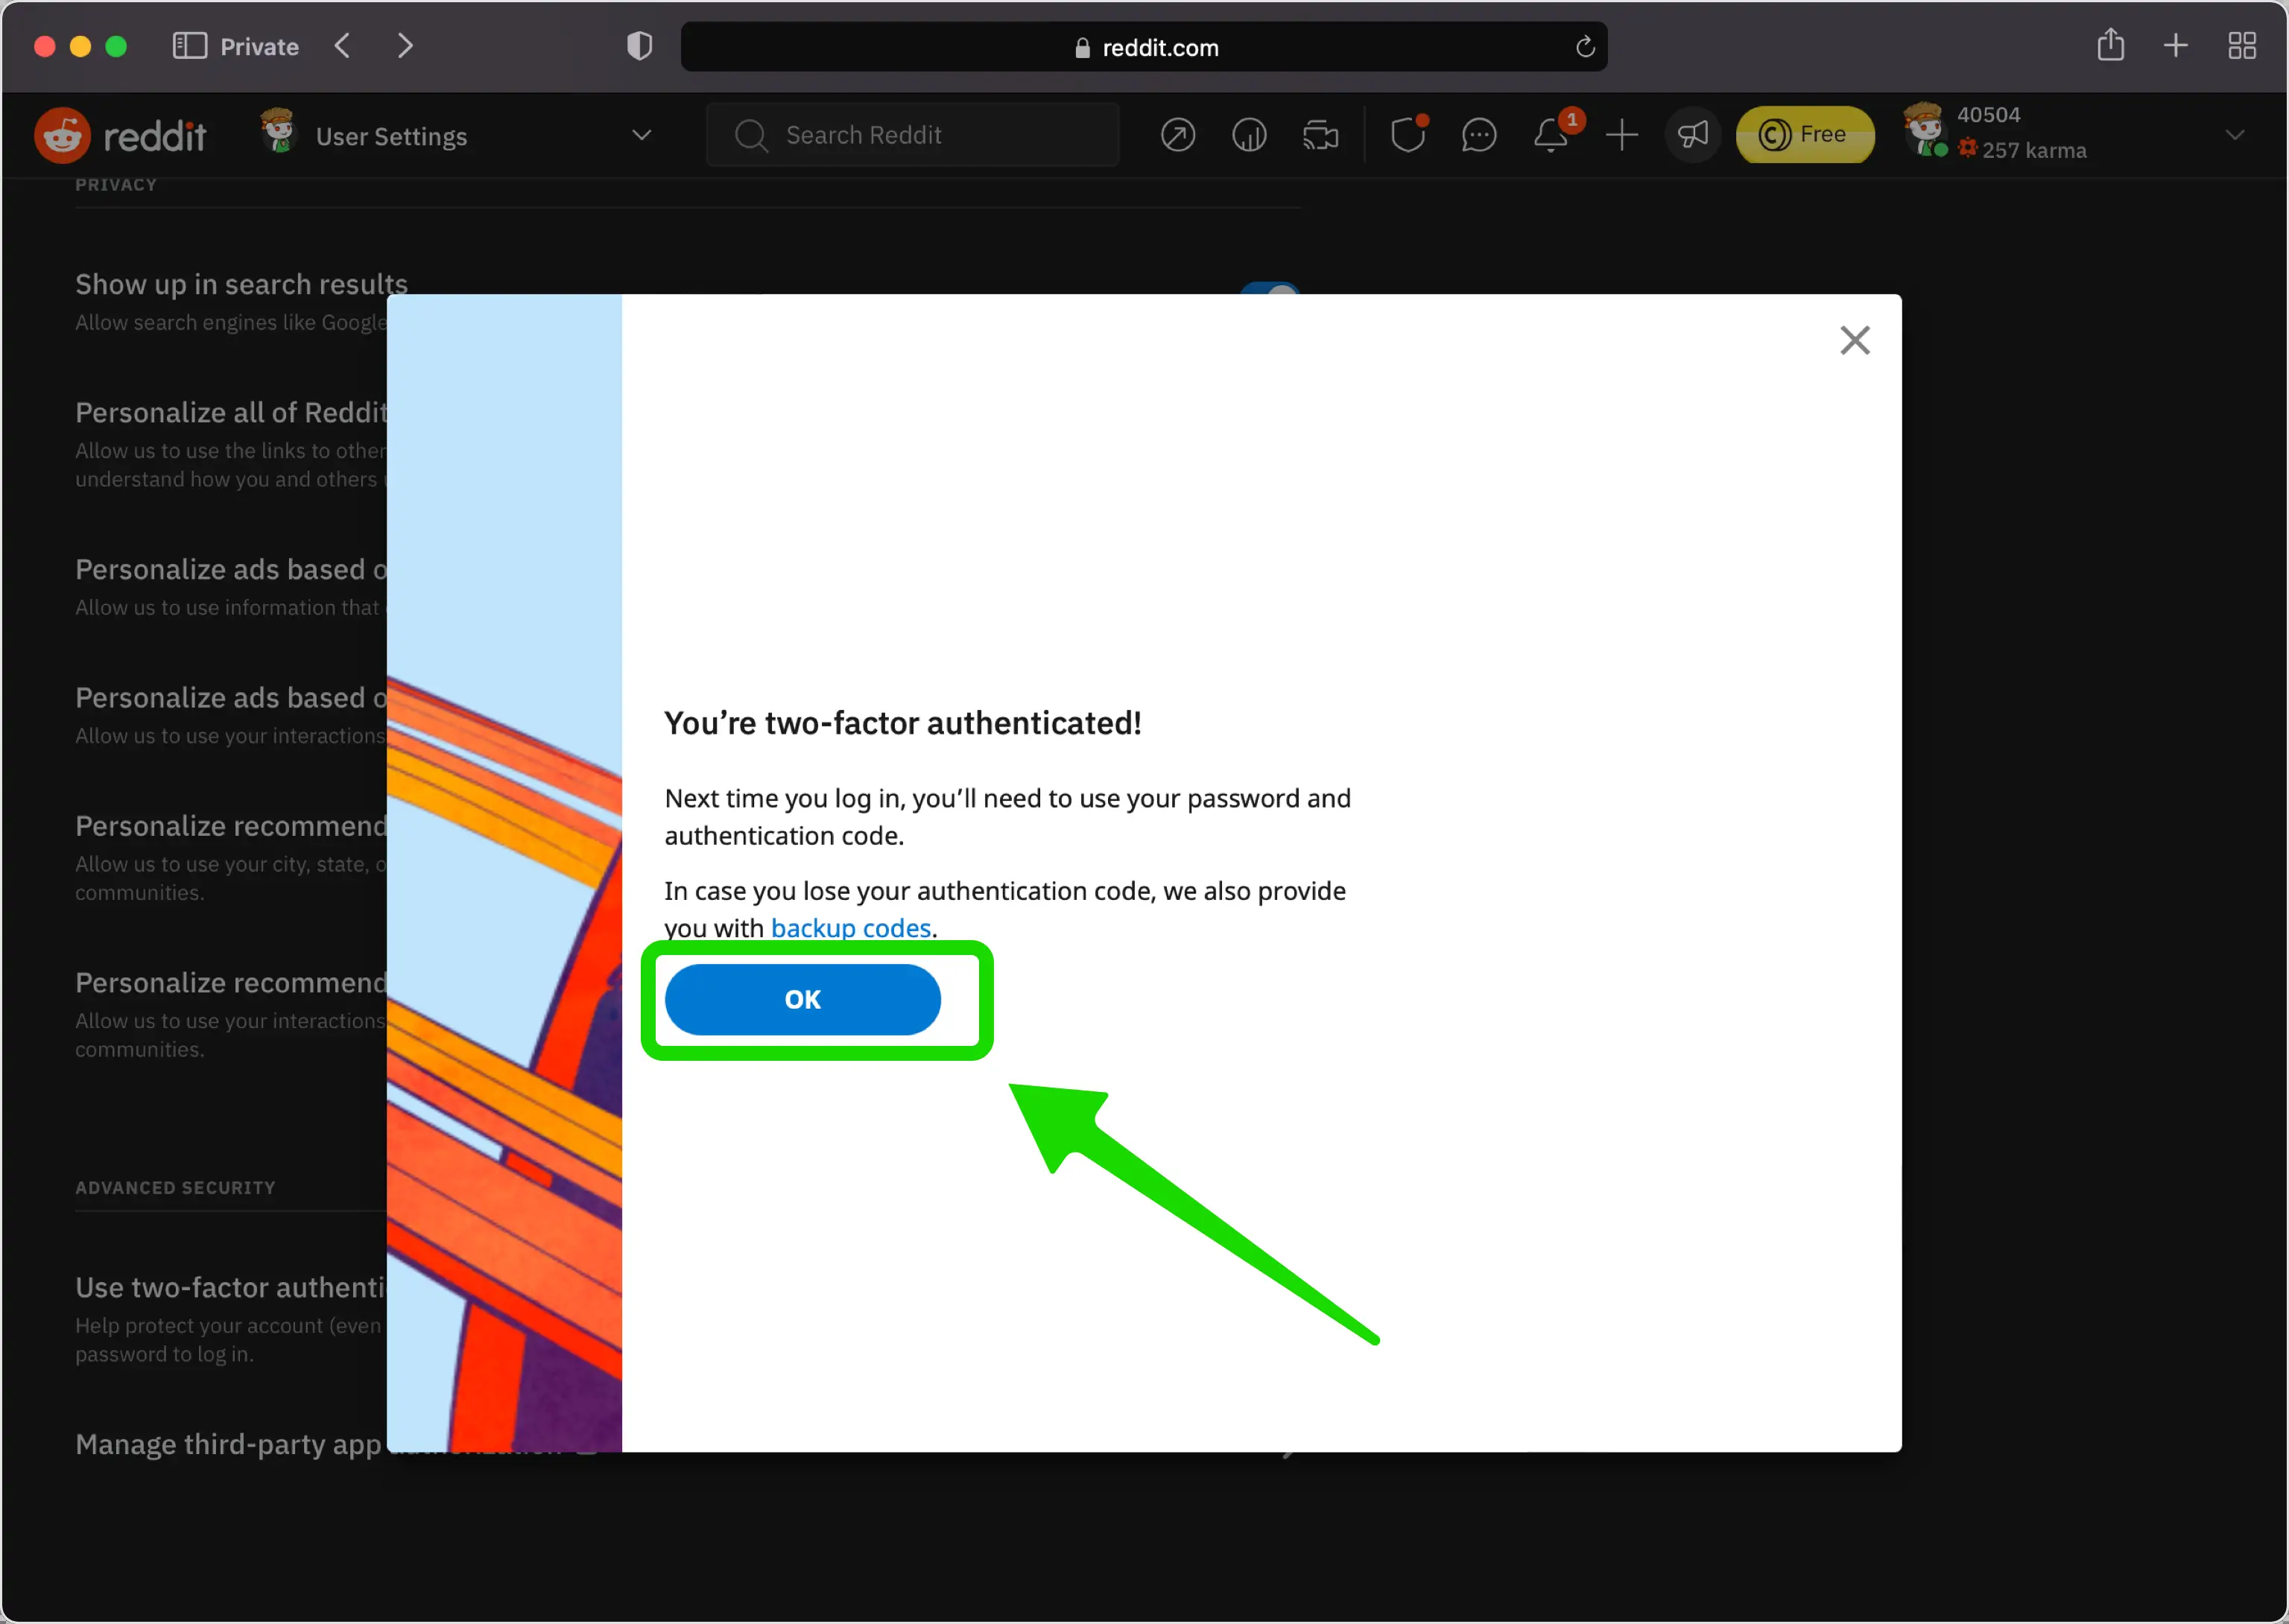 Private
reddit.com
reddit
User Settings
Search Reddit
1
Free
40504
257 karma
PRIVACY
Show up in search results
Allow search engines like Google
Personalize all of Reddit
Allow us to use the links to other
understand how you and others
Personalize ads based o
Allow us to use information that
Personalize ads based o
Allow us to use your interactions
Personalize recommend
Allow us to use your city, state, o
communities.
Personalize recommend
Allow us to use your interactions
communities.
ADVANCED SECURITY
Use two-factor authenti
Help protect your account (even
password to log in.
Manage third-party app
You’re two-factor authenticated!
Next time you log in, you’ll need to use your password and
authentication code.
In case you lose your authentication code, we also provide
you with backup codes.
OK